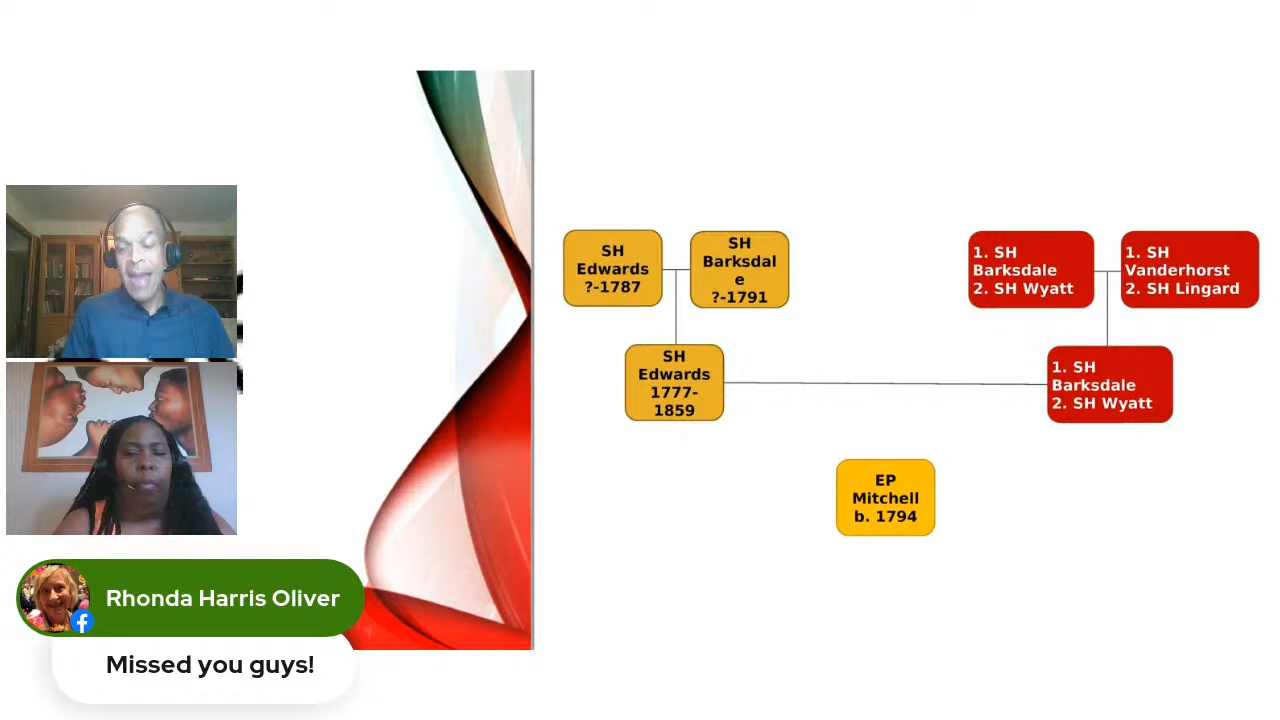 SH
Edwards
?-1787
SH
Barksdal
e
?-1791
1. SH
Barksdale
2. SH Wyatt
1. SH
Vanderhorst
2. SH Lingard
SH
Edwards
1777-
1859
1. SH
Barksdale
2. SH Wyatt
EP
Mitchell
b. 1794
Rhonda Harris Oliver
Missed you guys!